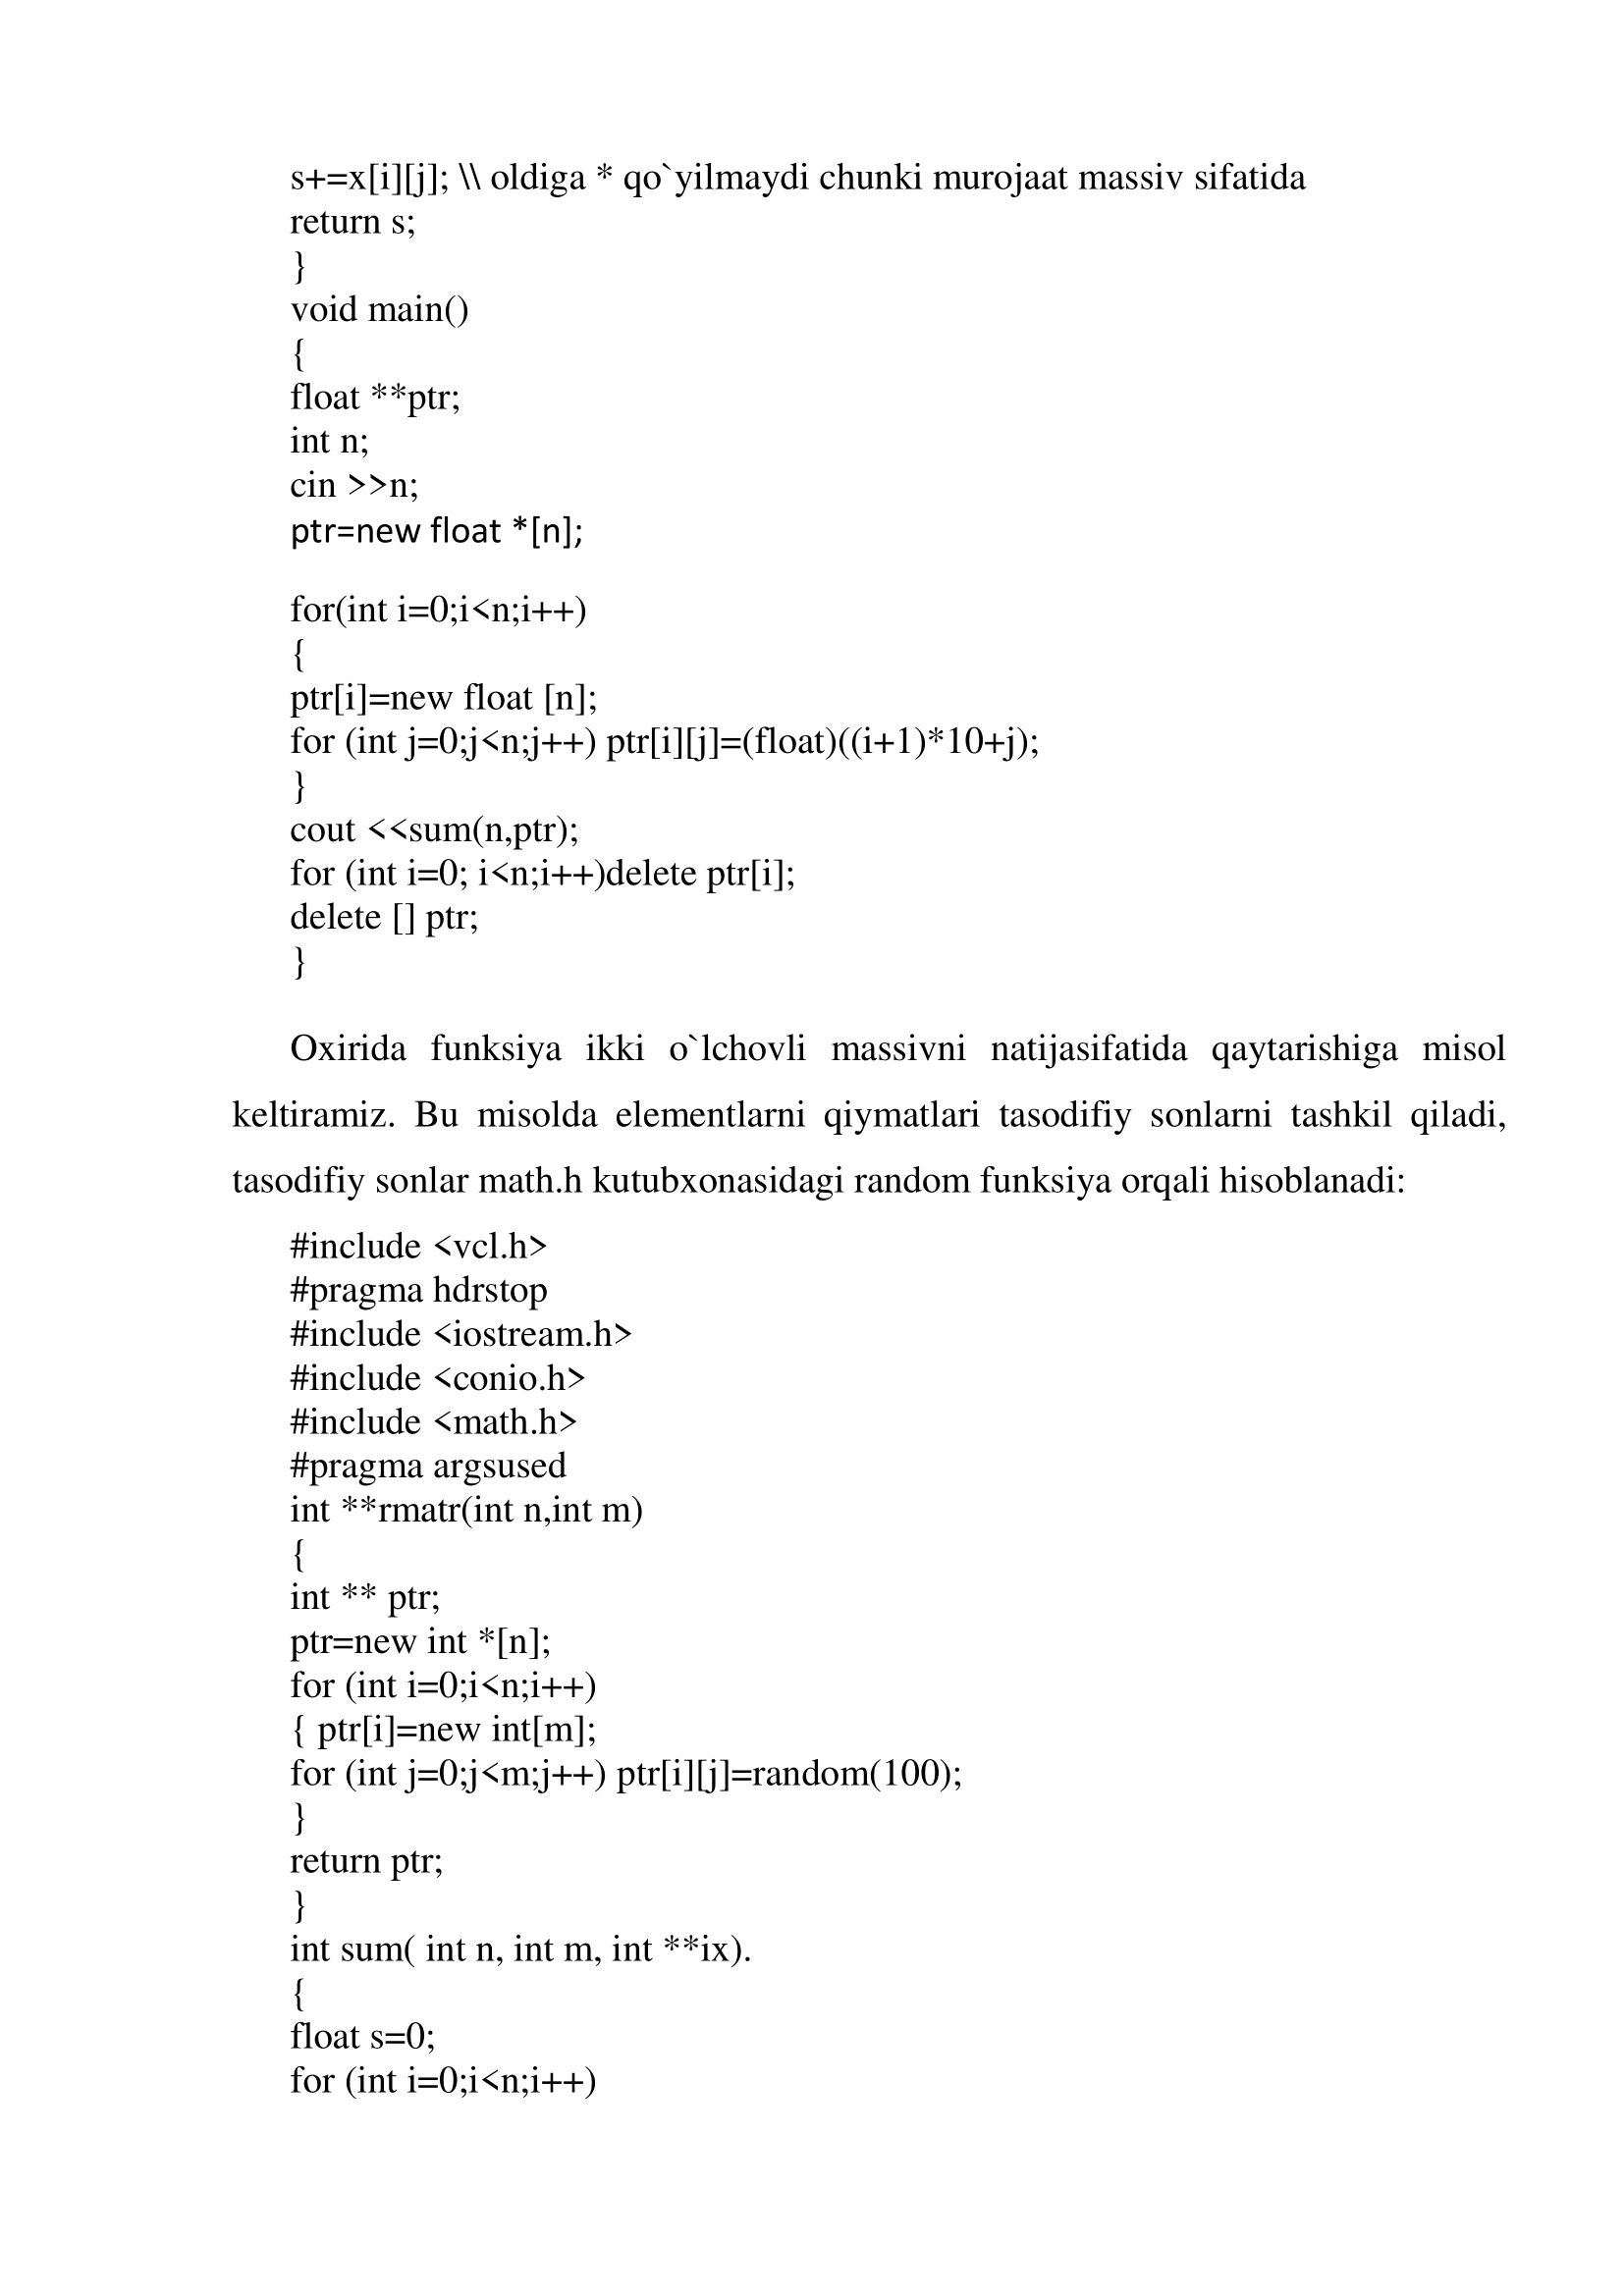 s+=x[i][j]; \\ oldiga * qo`yilmaydi chunki murojaat massiv sifatida
return s;
}
void main()
{
float **ptr;
int n;
cin >>n;
ptr=new float *[n];
for(int i=0;i<n;i++)
{
ptr[i]=new float [n];
for (int j=0;j<n;j++) ptr[i][j]=(float)((i+1)*10+j);
}
cout <<sum(n,ptr);
for (int i=0; i<n;i++)delete ptr[i];
delete [] ptr;
}
Oxirida funksiya ikki o`lchovli massivni natijasifatida qaytarishiga misol
keltiramiz. Bu misolda elementlarni qiymatlari tasodifiy sonlarni tashkil qiladi,
tasodifiy sonlar math.h kutubxonasidagi random funksiya orqali hisoblanadi:
#include <vcl.h>
#pragma hdrstop
#include <iostream.h>
#include <conio.h>
#include <math.h>
#pragma argsused
int **rmatr(int n,int m)
{
int ** ptr;
ptr=new int *[n];
for (int i=0;i<n;i++)
{ ptr[i]=new int[m];
for (int j=0;j<m;j++) ptr[i][j]=random(100);
}
return ptr;
}
int sum( int n, int m, int **ix).
{
float s=0;
for (int i=0;i<n;i++)